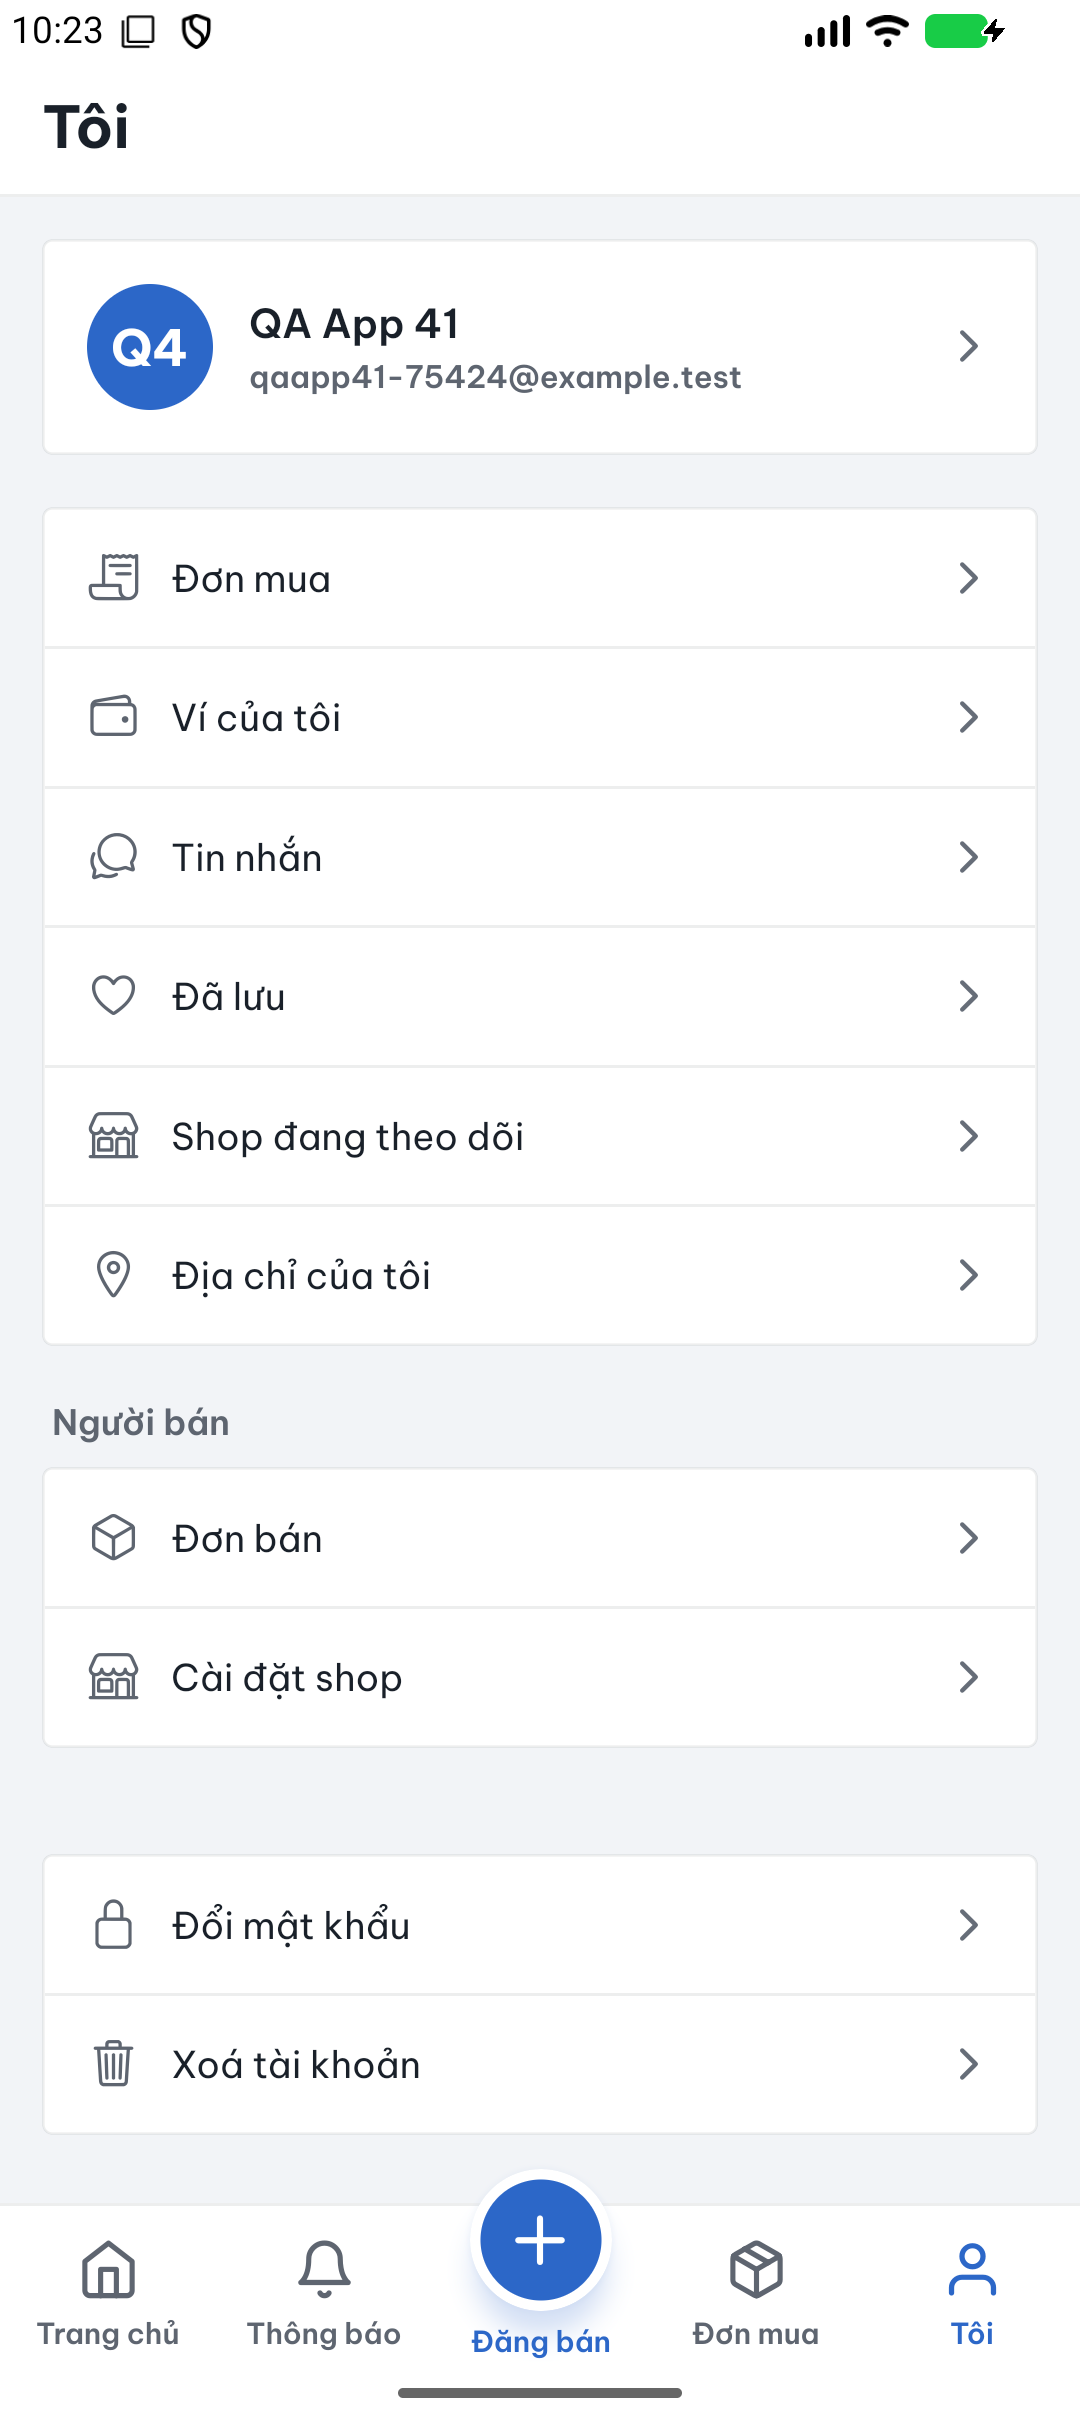 10:23
Tôi
Q4
QA App 41
qaapp41-75424@example.test
Đơn mua
Ví của tôi
Tin nhắn
Đã lưu
Shop đang theo dõi
Địa chỉ của tôi
Người bán
Đơn bán
Cài đặt shop
Đổi mật khẩu
Xoá tài khoản
Trang chủ
Thông báo
Đăng bán
Đơn mua
Tôi